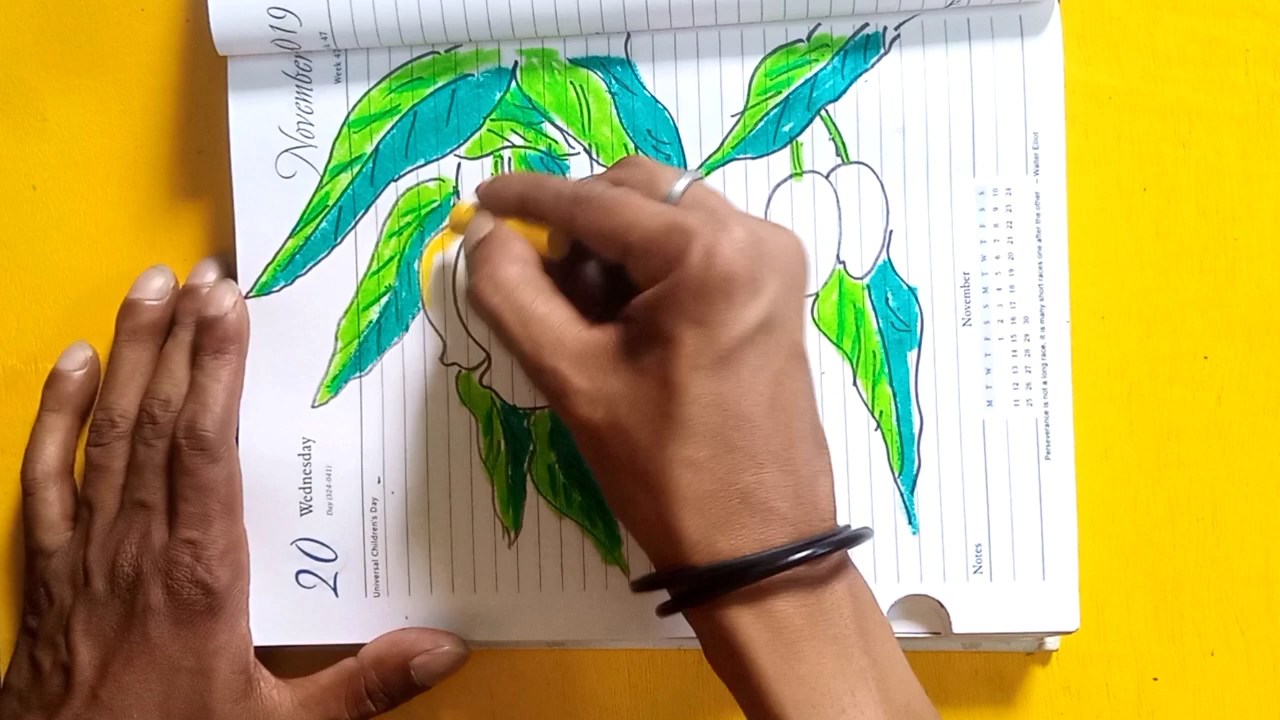 November
019
Week 47
47
20
Wednesday
Day (324-041)
Universal Children's Day
Notes
November
M T W T F S S M T W T F S S
1 2 3 4 5 6 7 8 9 10
11 12 13 14 15 16 17 18 19 20 21 22 23 24
25 26 27 28 29 30
Perseverance is not a long race, it is many short races one after the other
– Walter Elliot